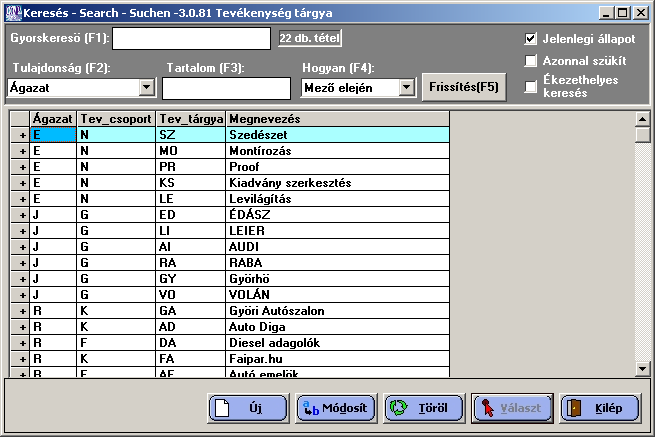 Keresés - Search - Suchen -3.0.81 Tevékenység tárgya
Gyorskereső (F1): 22 db. tétel
Jelenlegi állapot
Azonnal szükít
Ékezethelyes keresés
Tulajdonság (F2): Tartalom (F3): Hogyan (F4):
Ágazat Mező elején Frissítés(F5)
Ágazat Tev_csoport Tev_tárgya Megnevezés
+ E N SZ Szedészet
+ E N MO Montírozás
+ E N PR Proof
+ E N KS Kiadvány szerkesztés
+ E N LE Levilágítás
+ J G ED ÉDÁSZ
+ J G LI LEIER
+ J G AI AUDI
+ J G RA RABA
+ J G GY Györhö
+ J G VO VOLÁN
+ R K GA Györi Autószalon
+ R K AD Auto Diga
+ R F DA Diesel adagolók
+ R K FA Faipar.hu
+ R F AE Autó emelök
Új Módosít Töröl Választ Kilép